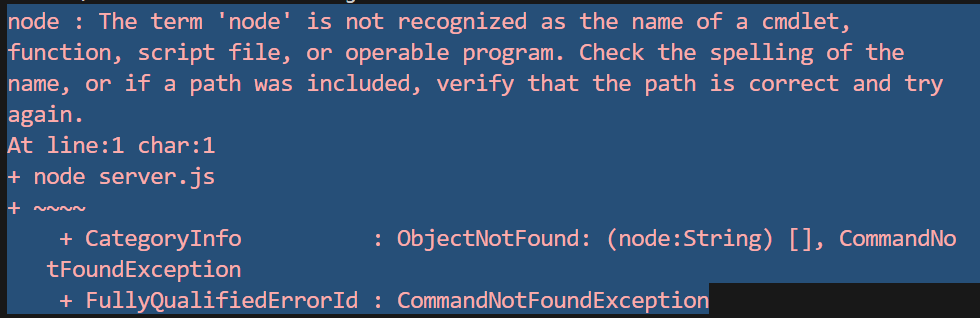 node : The term 'node' is not recognized as the name of a cmdlet,
function, script file, or operable program. Check the spelling of the
name, or if a path was included, verify that the path is correct and try
again.
At line:1 char:1
+ node server.js
+ ~~~~
    + CategoryInfo          : ObjectNotFound: (node:String) [], CommandNo
   tFoundException
    + FullyQualifiedErrorId : CommandNotFoundException